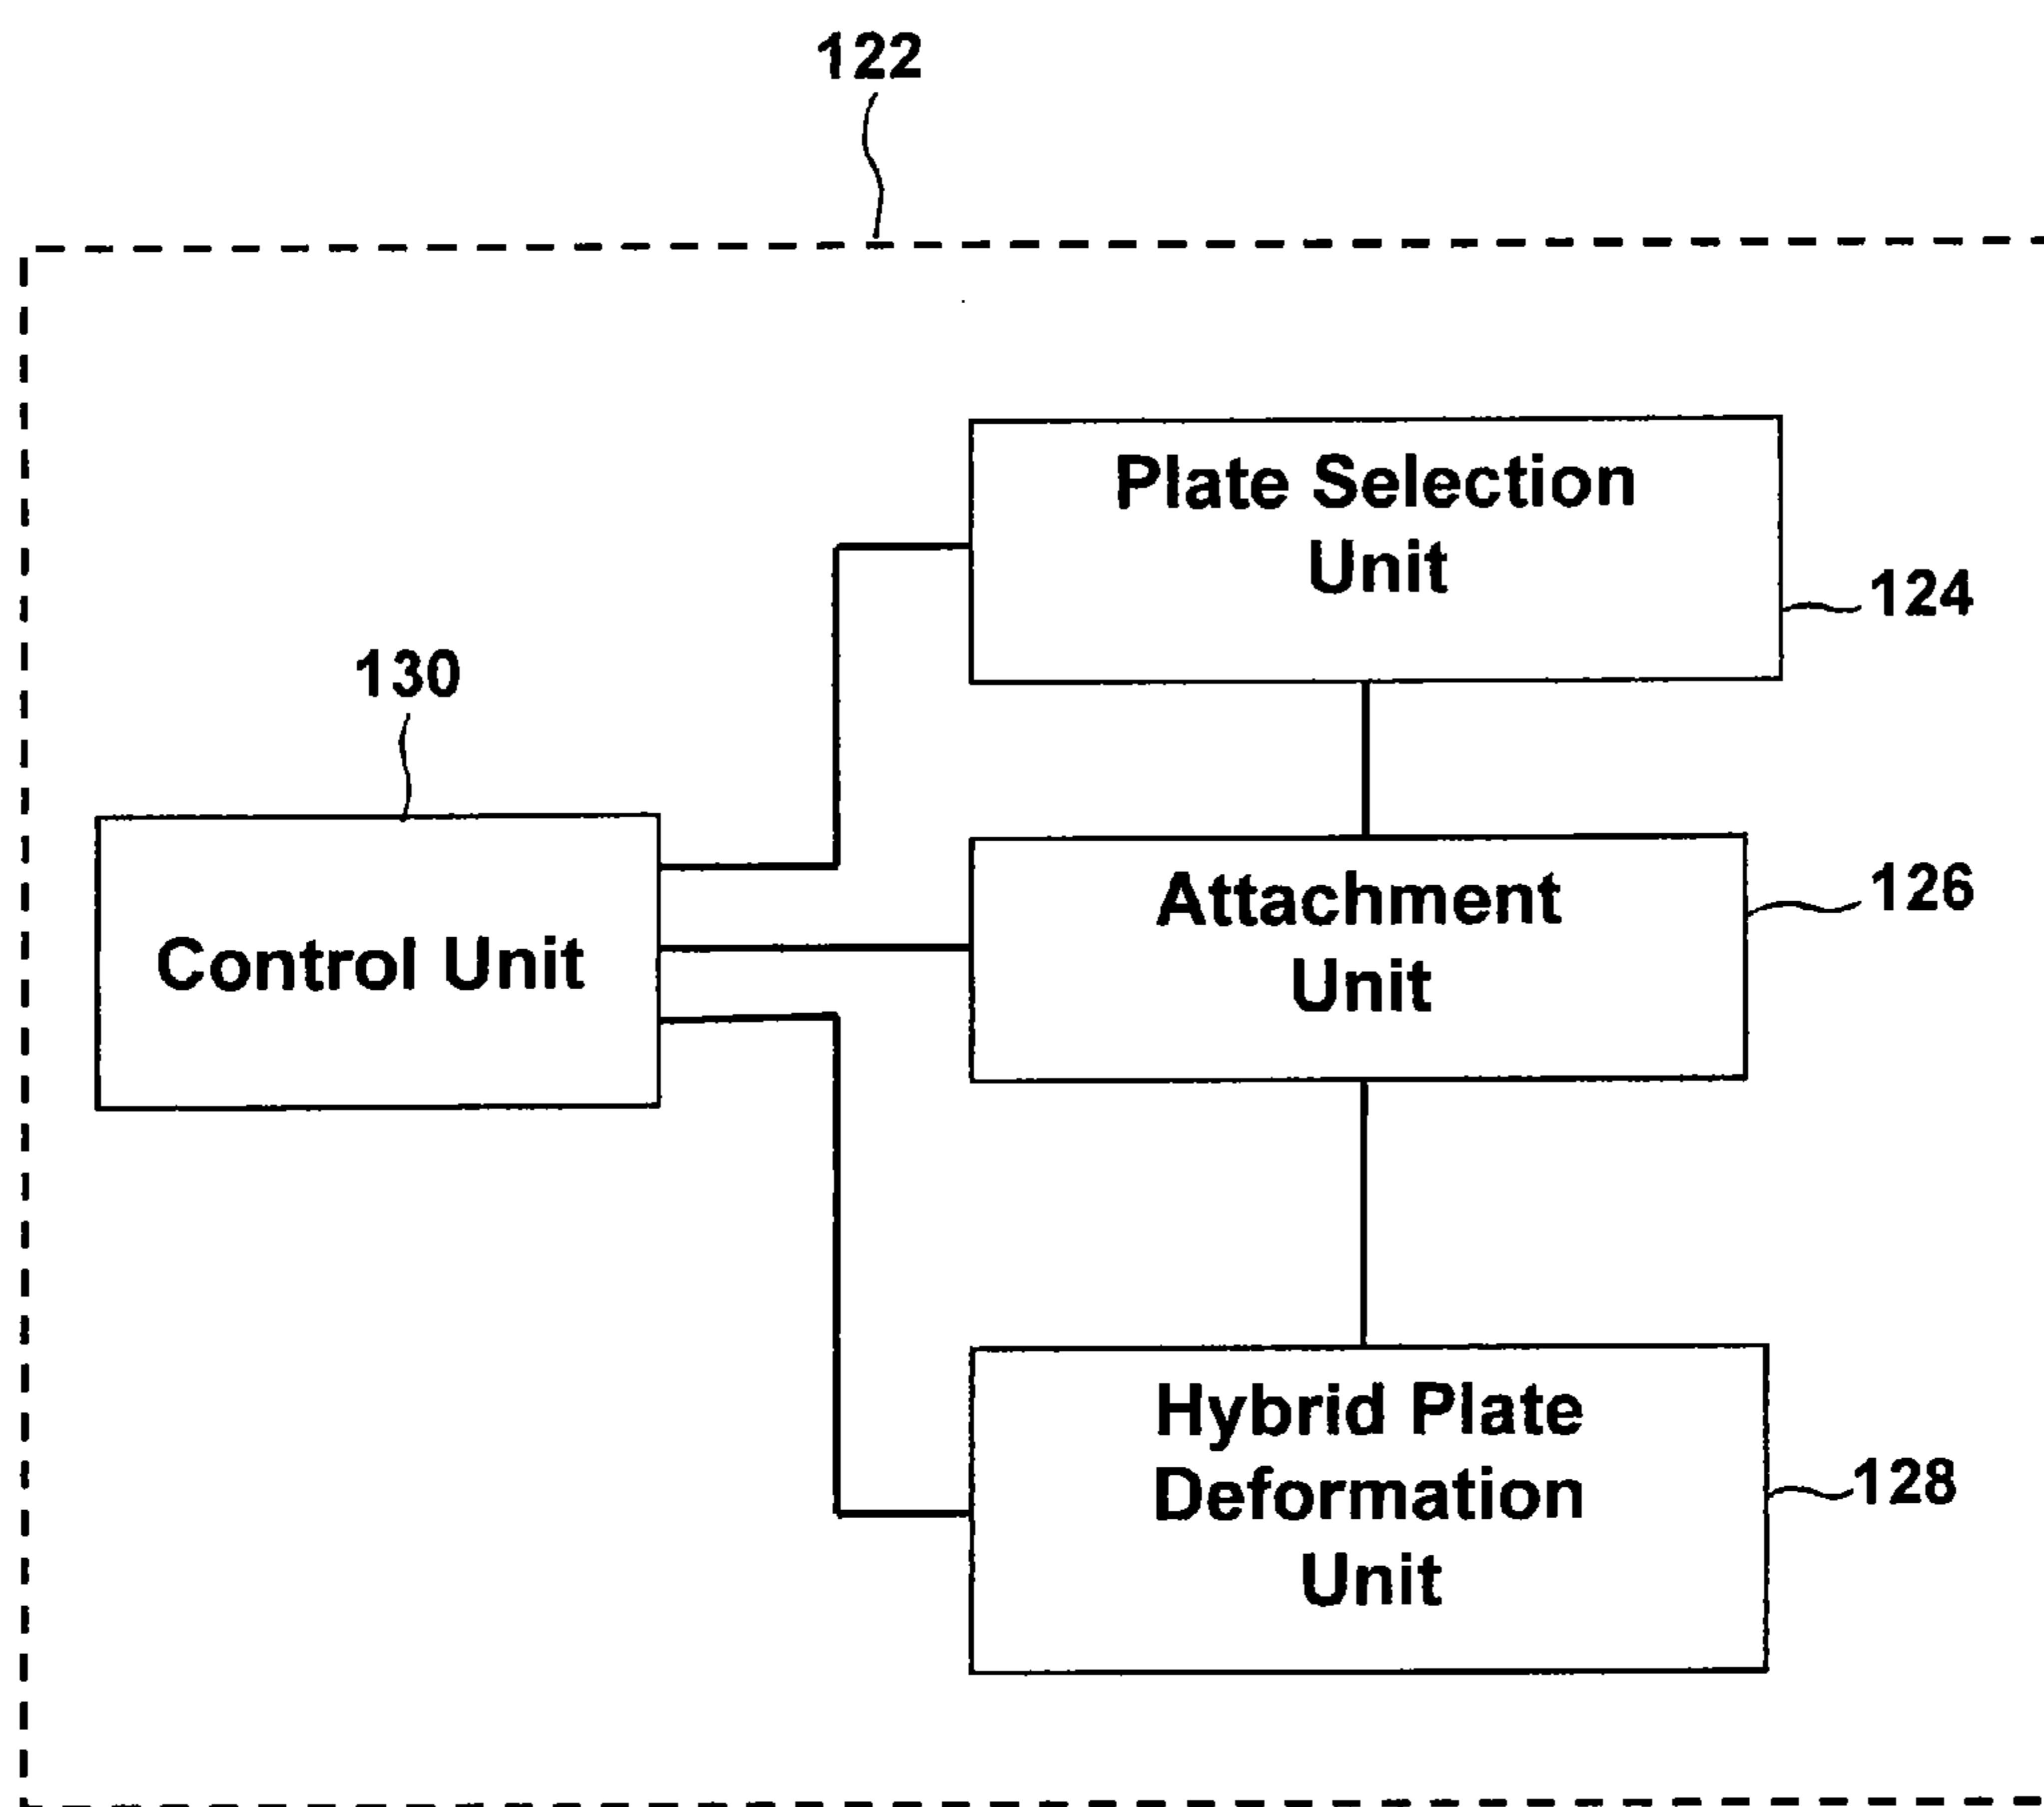 122
Plate Selection
Unit
124
130
Control Unit
Attachment
Unit
126
Hybrid Plate
Deformation
Unit
128